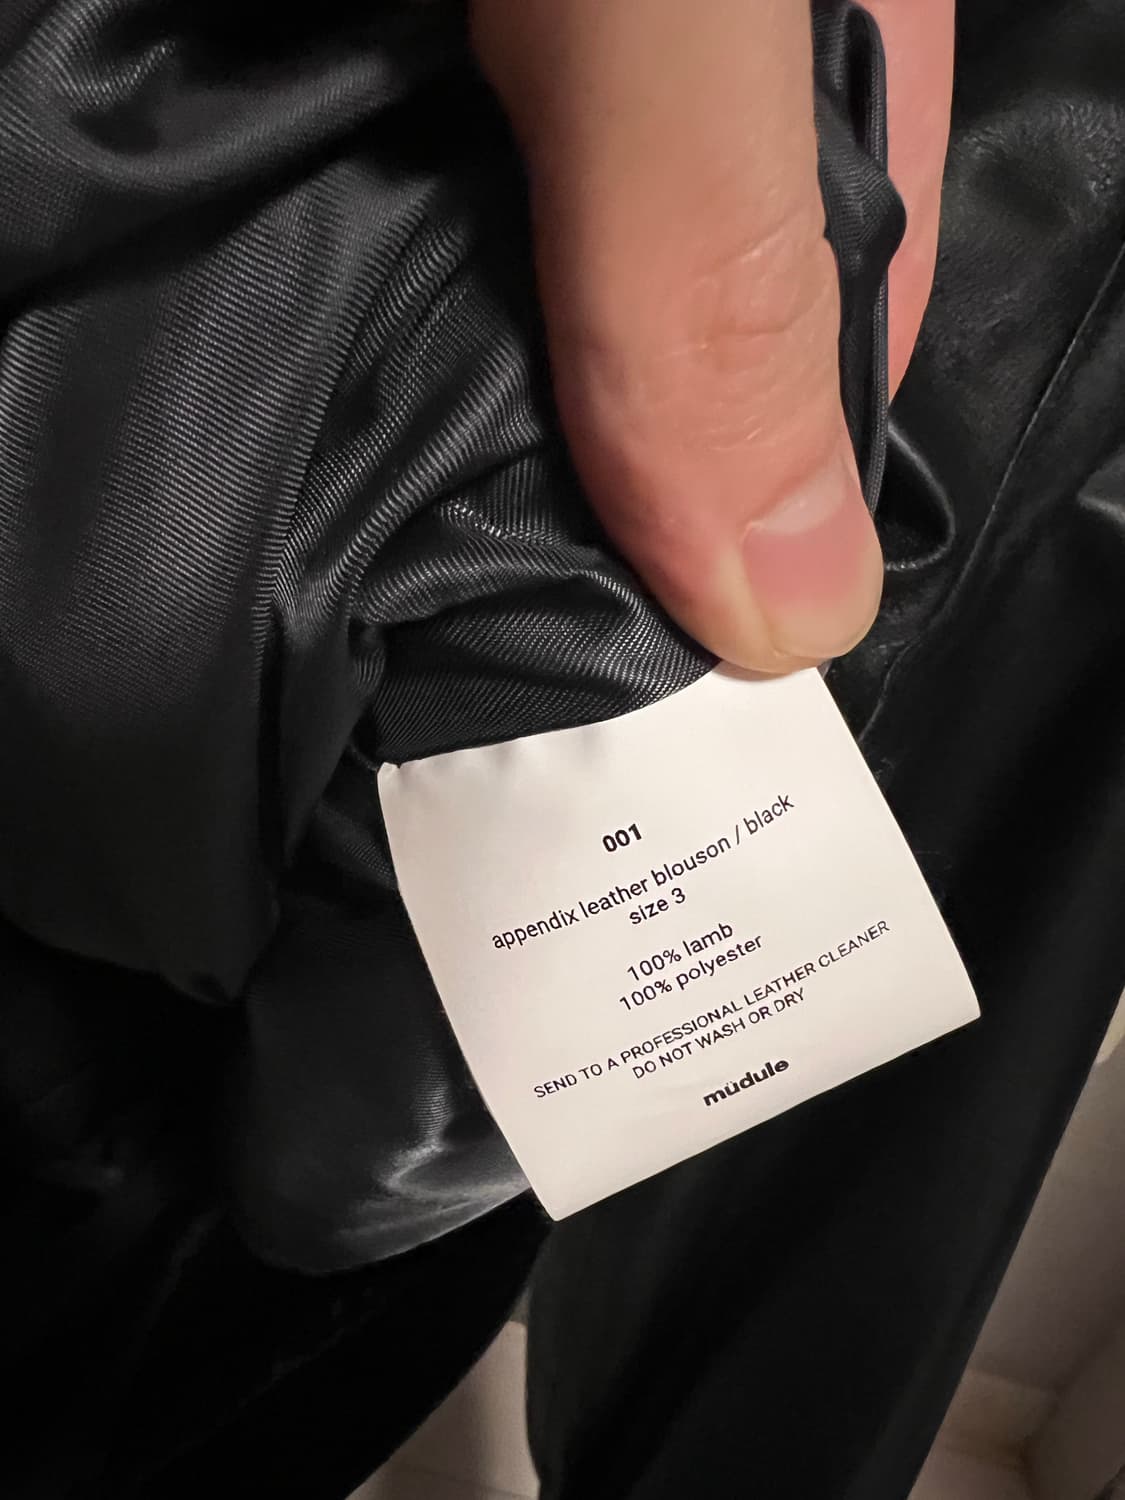 001
appendix leather blouson / black
size 3
100% lamb
100% polyester
SEND TO A PROFESSIONAL LEATHER CLEANER
DO NOT WASH OR DRY
müdule